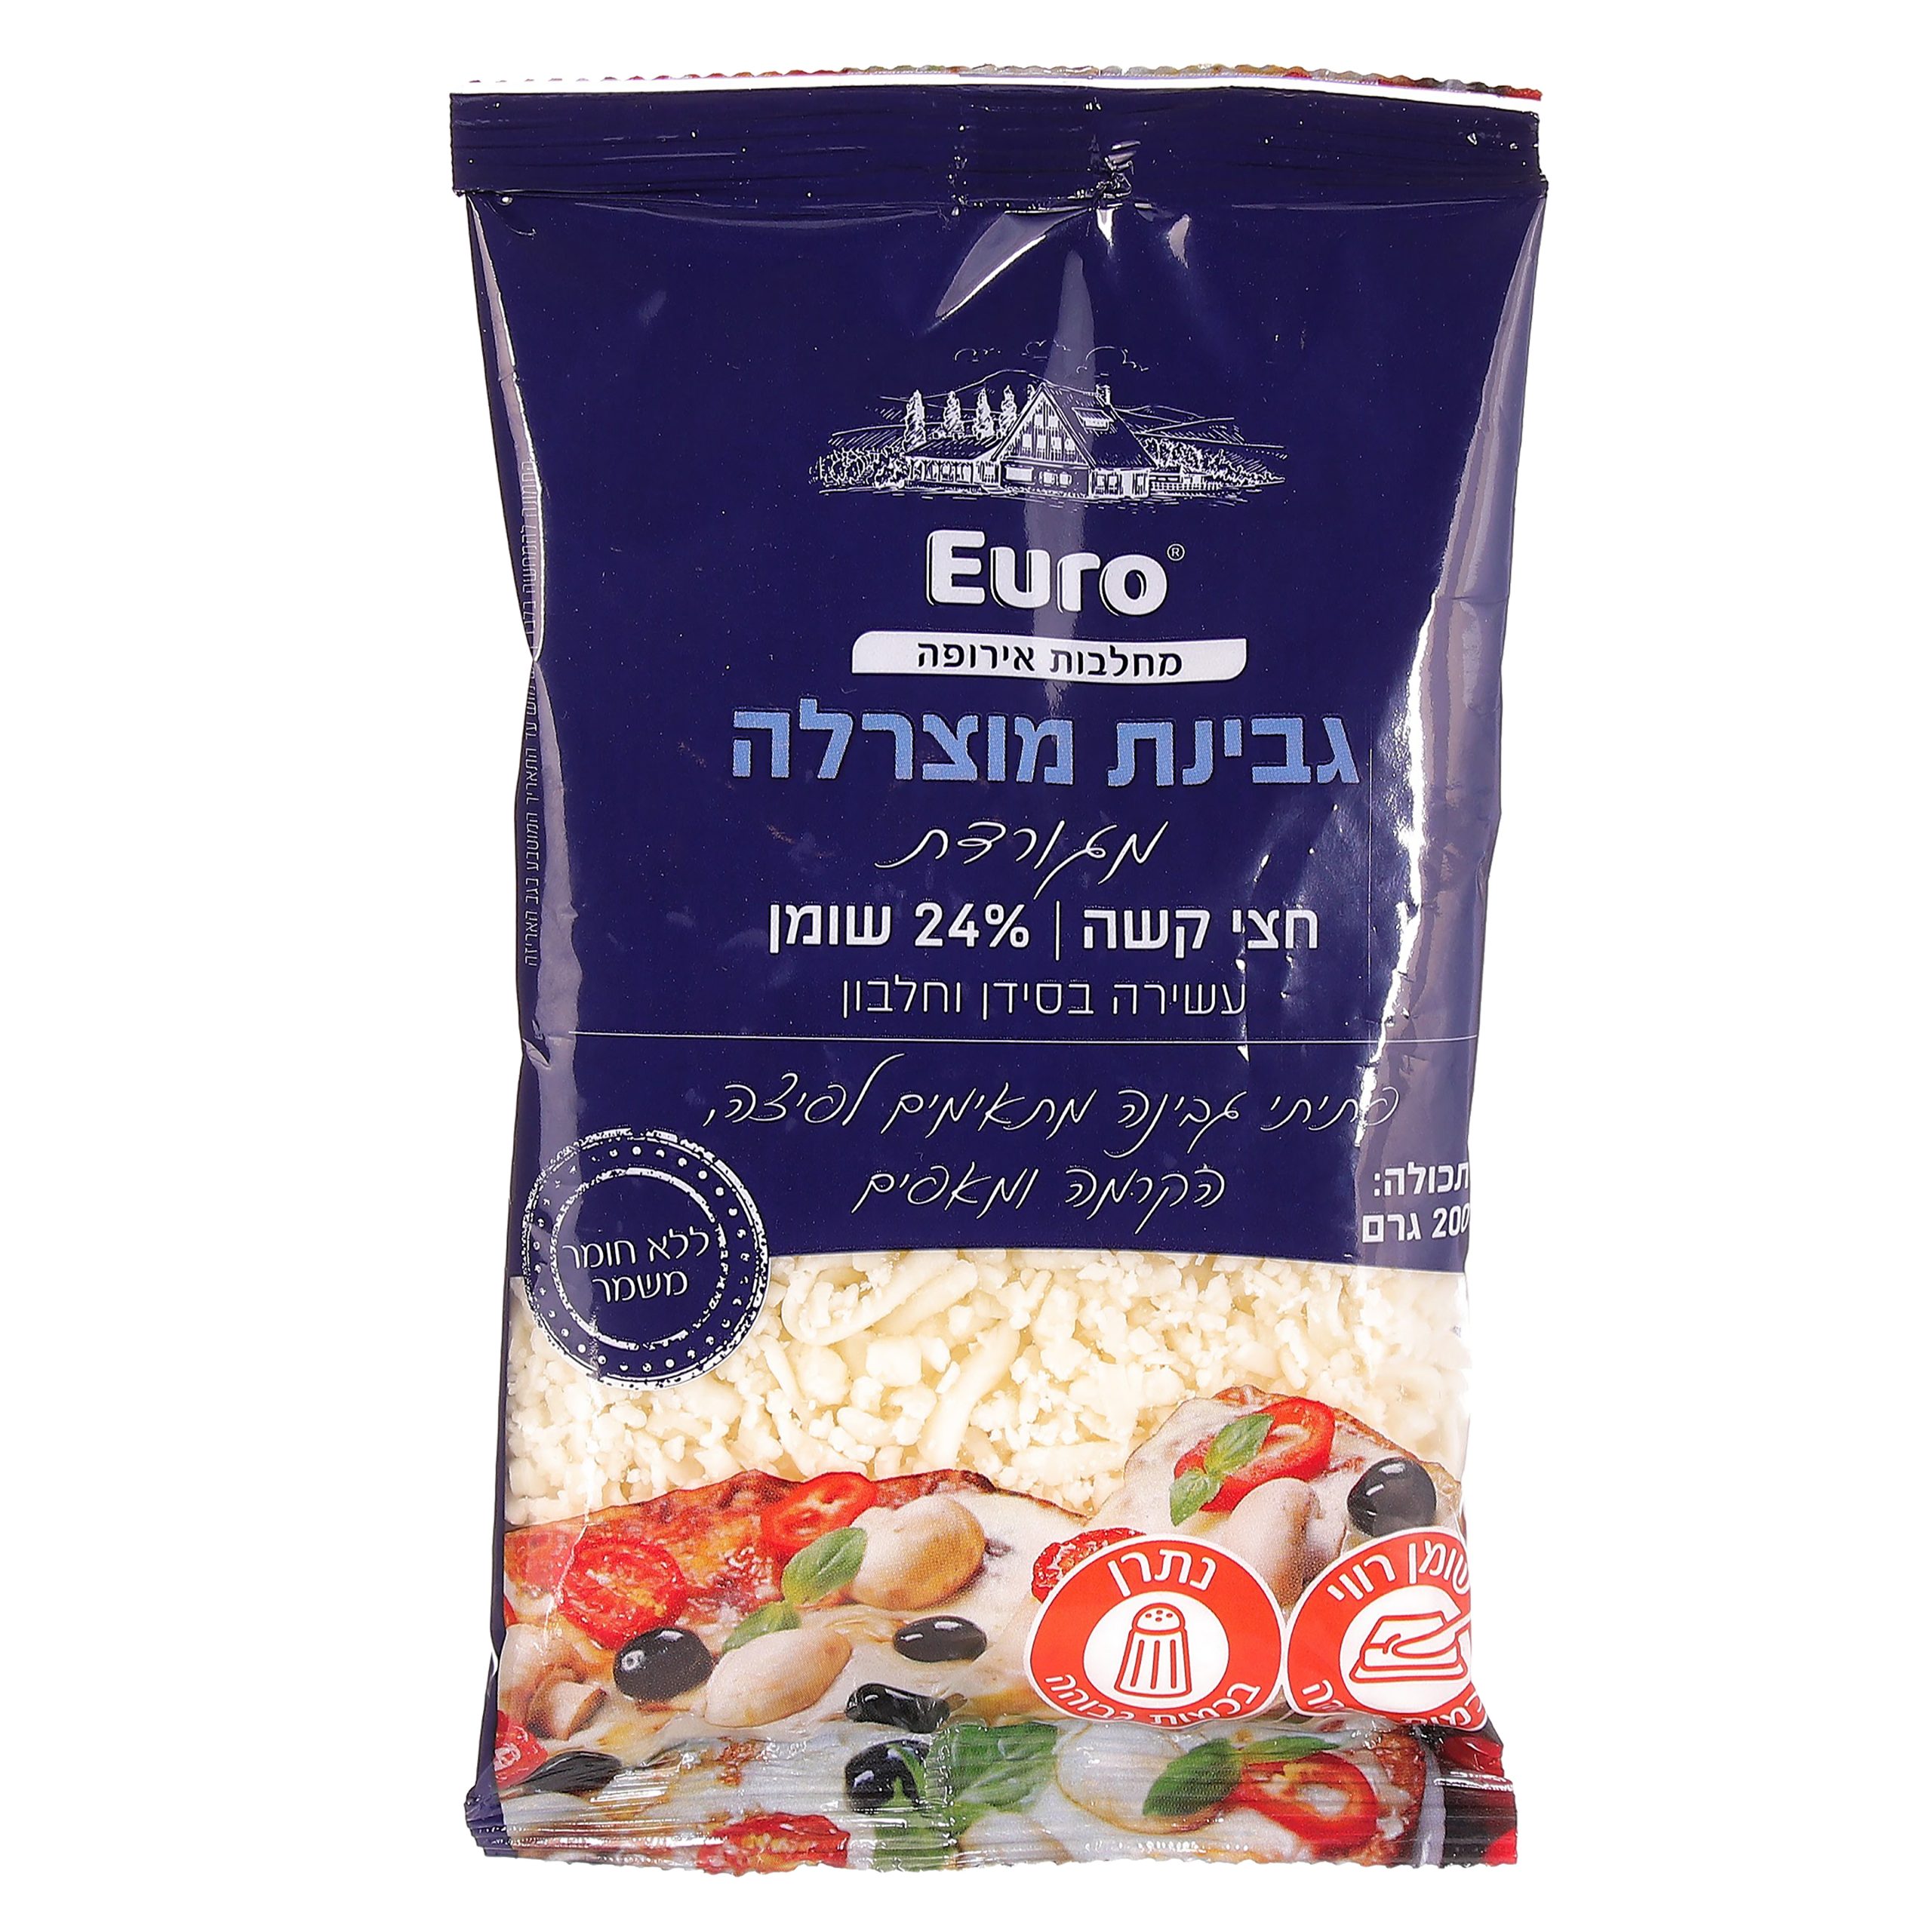 Euro®
מחלבות אירופה
גבינת מוצרלה
מגורדת
חצי קשה | 24% שומן
עשירה בסידן וחלבון
פתיתי גבינה מתאימים לפיצה,
הקרמה ומאפים
תכולה:
200 גרם
ללא חומר
משמר
נתרן
בכמות גבוהה
שומן רווי